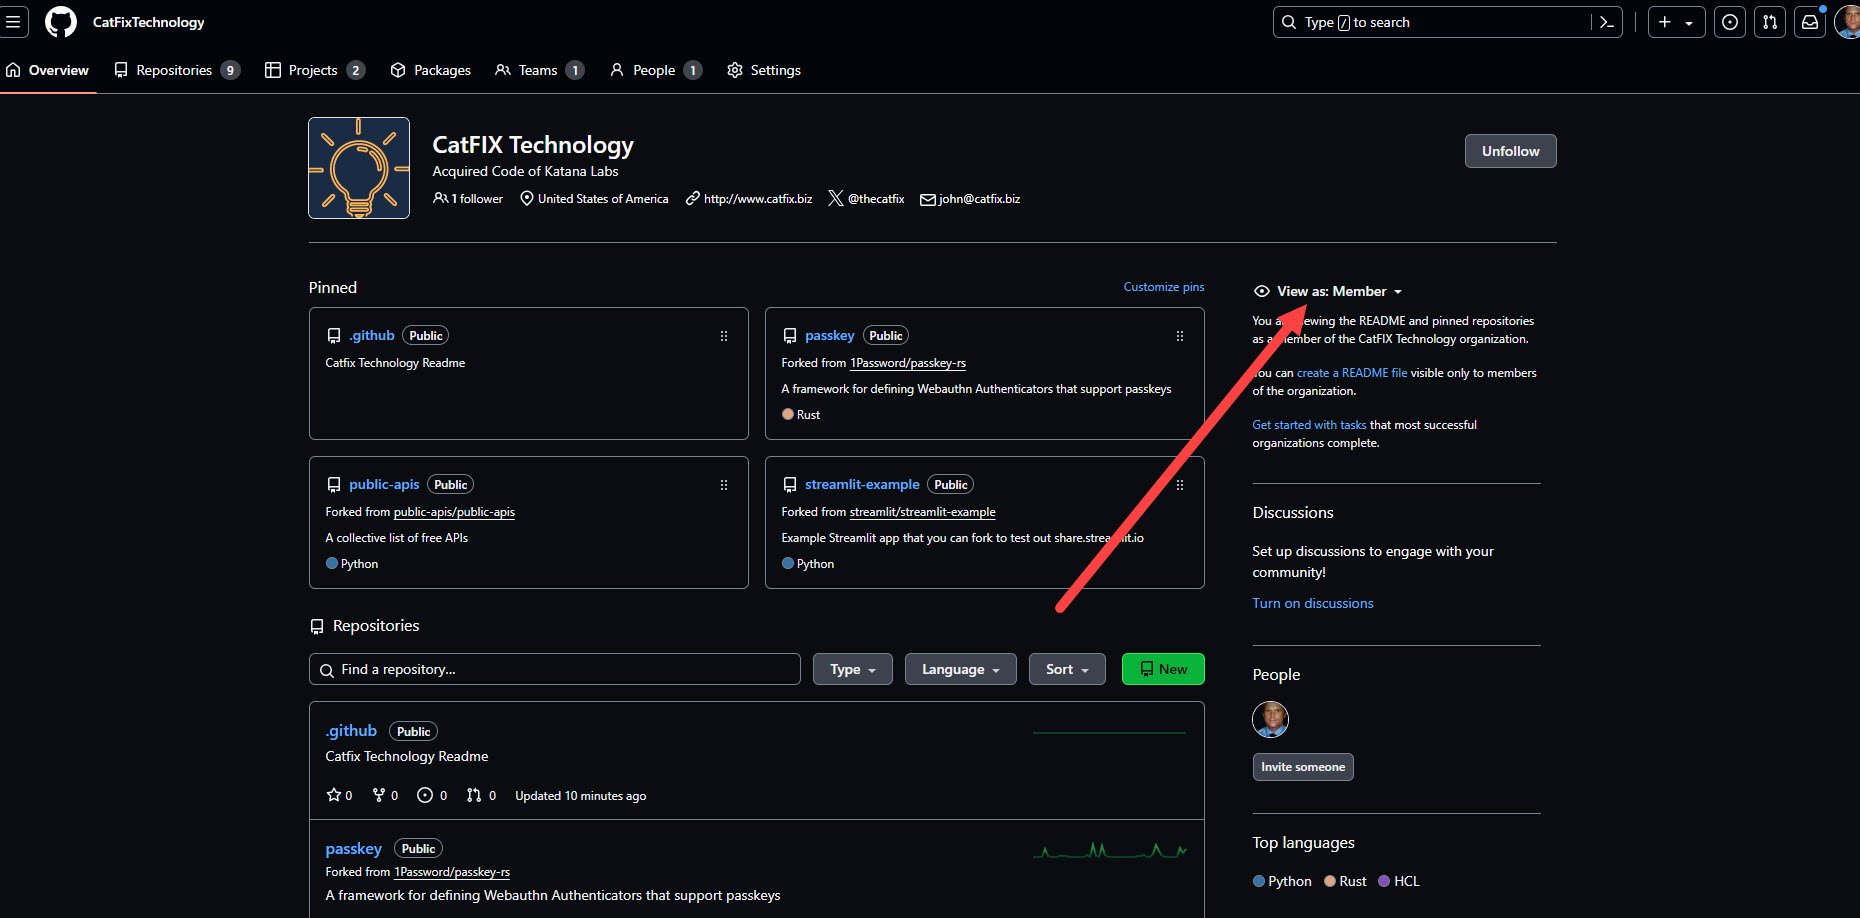 CatFixTechnology
Type / to search
Overview
Repositories 9
Projects 2
Packages
Teams 1
People 1
Settings
CatFIX Technology
Acquired Code of Katana Labs
1 follower
United States of America
http://www.catfix.biz
@thecatfix
john@catfix.biz
Unfollow
Pinned
Customize pins
.github Public
Catfix Technology Readme
passkey Public
Forked from 1Password/passkey-rs
A framework for defining Webauthn Authenticators that support passkeys
Rust
public-apis Public
Forked from public-apis/public-apis
A collective list of free APIs
Python
streamlit-example Public
Forked from streamlit/streamlit-example
Example Streamlit app that you can fork to test out share.streamlit.io
Python
View as: Member
You are viewing the README and pinned repositories
as a member of the CatFIX Technology organization.
You can create a README file visible only to members
of the organization.
Get started with tasks that most successful
organizations complete.
Discussions
Set up discussions to engage with your
community!
Turn on discussions
People
Invite someone
Top languages
Python Rust HCL
Repositories
Find a repository...
Type
Language
Sort
New
.github Public
Catfix Technology Readme
0 0 0 0 Updated 10 minutes ago
passkey Public
Forked from 1Password/passkey-rs
A framework for defining Webauthn Authenticators that support passkeys